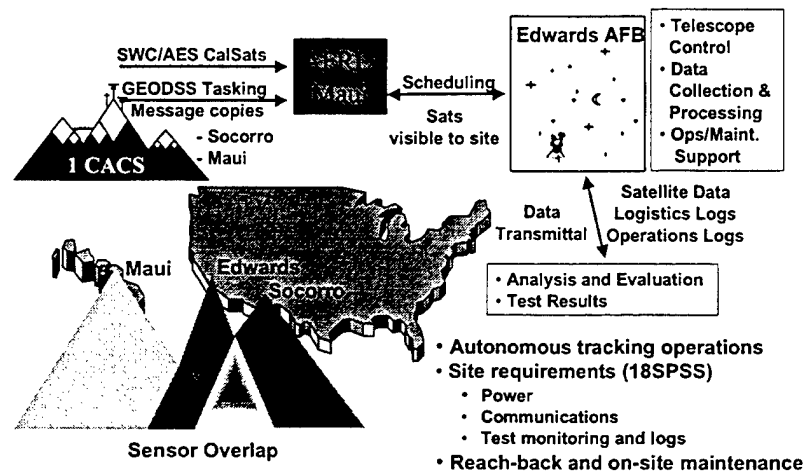 SWC/AES CalSats
GEODSS Tasking
Message copies
- Socorro
- Maui
1 CACS
AFRL
Maui
Scheduling
Sats
visible to site
Edwards AFB
• Telescope
Control
• Data
Collection &
Processing
• Ops/Maint.
Support
Data
Transmittal
Satellite Data
Logistics Logs
Operations Logs
• Analysis and Evaluation
• Test Results
Maui
Edwards
Socorro
Sensor Overlap
• Autonomous tracking operations
• Site requirements (18SPSS)
• Power
• Communications
• Test monitoring and logs
• Reach-back and on-site maintenance